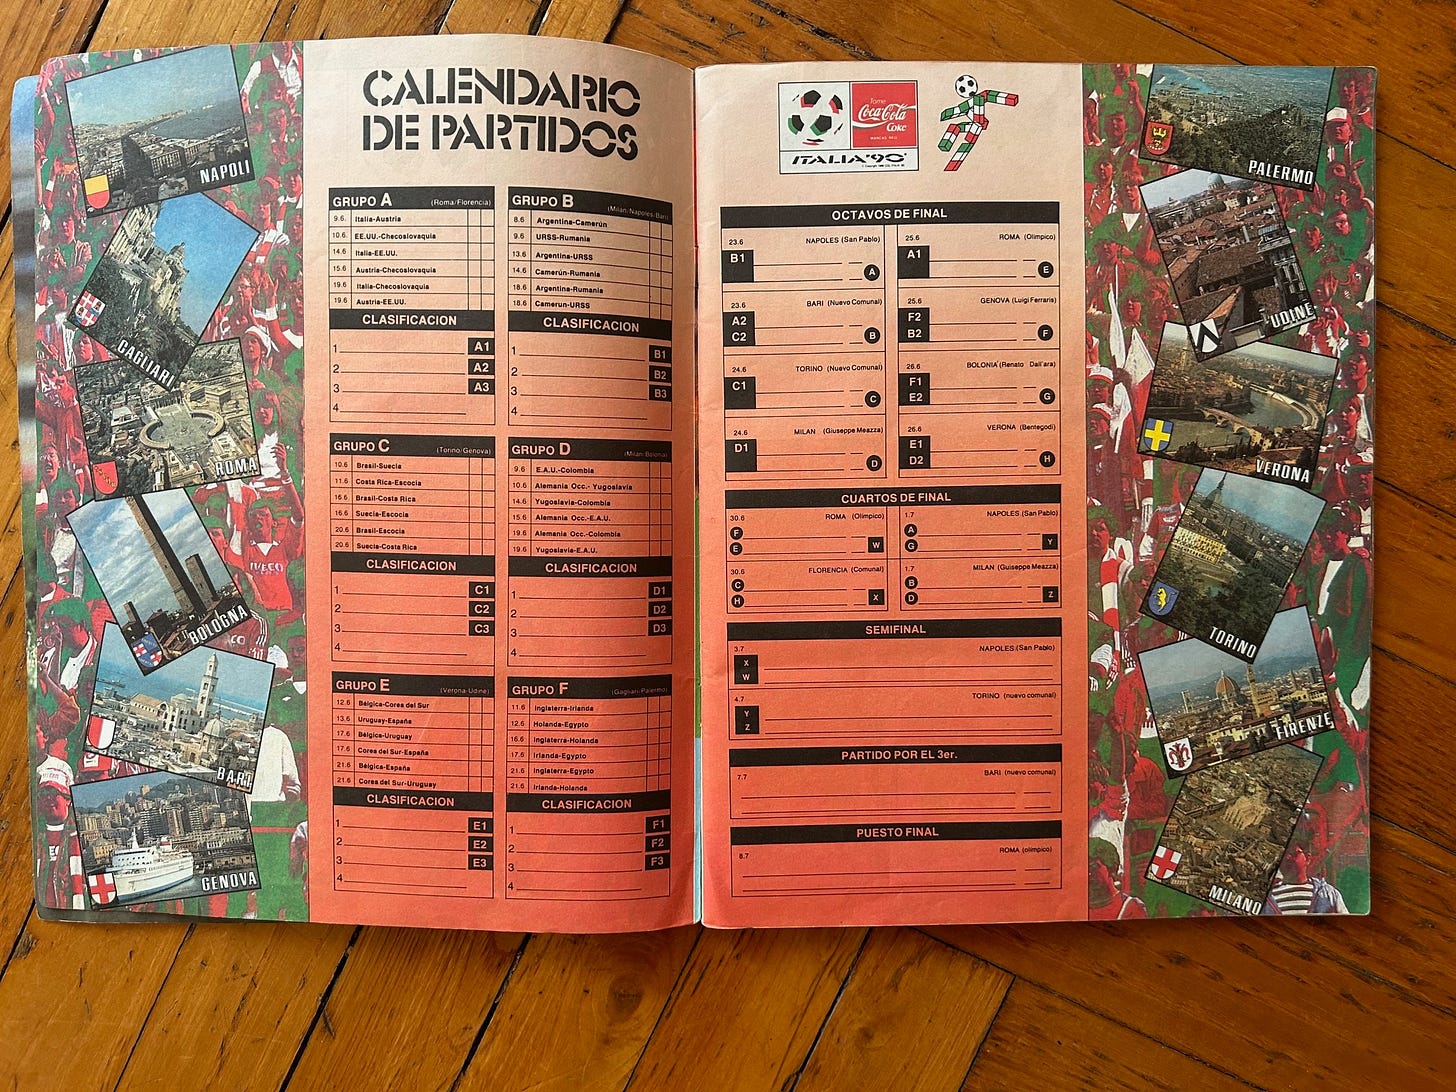 NAPOLI
CAGLIARI
ROMA
BOLOGNA
BARI
GENOVA
CALENDARIO
DE PARTIDOS
GRUPO A (Roma/Florencia)
9.6. Italia-Austria
10.6. EE.UU.-Checoslovaquia
14.6 Italia-EE.UU.
15.6 Austria-Checoslovaquia
19.6 Italia-Checoslovaquia
19.6 Austria-EE.UU.
CLASIFICACION
1 A1
2 A2
3 A3
4
GRUPO B (Milan/Napoles/Bari)
8.6 Argentina-Camerún
9.6 URSS-Rumania
13.6 Argentina-URSS
14.6 Camerún-Rumania
18.6 Argentina-Rumania
18.6 Camerun-URSS
CLASIFICACION
1 B1
2 B2
3 B3
4
GRUPO C (Torino/Genova)
10.6 Brasil-Suecia
11.6 Costa Rica-Escocia
16.6 Brasil-Costa Rica
16.6 Suecia-Escocia
20.6 Brasil-Escocia
20.6 Suecia-Costa Rica
CLASIFICACION
1 C1
2 C2
3 C3
4
GRUPO D (Milan/Bolonia)
9.6 E.A.U.-Colombia
10.6 Alemania Occ.- Yugoslavia
14.6 Yugoslavia-Colombia
15.6 Alemania Occ.-E.A.U.
19.6 Alemania Occ.-Colombia
19.6 Yugoslavia-E.A.U.
CLASIFICACION
1 D1
2 D2
3 D3
4
GRUPO E (Verona-Udine)
12.6 Bélgica-Corea del Sur
13.6 Uruguay-España
17.6 Bélgica-Uruguay
17.6 Corea del Sur-España
21.6 Bélgica-España
21.6 Corea del Sur-Uruguay
CLASIFICACION
1 E1
2 E2
3 E3
4
GRUPO F (Gagliari-Palermo)
11.6 Inglaterra-Irlanda
12.6 Holanda-Egipto
16.6 Inglaterra-Holanda
17.6 Irlanda-Egipto
21.6 Inglaterra-Egipto
21.6 Irlanda-Holanda
CLASIFICACION
1 F1
2 F2
3 F3
4
Tome
Coca-Cola
Coke
MARCAS REG.
ITALIA'90
OCTAVOS DE FINAL
23.6 NAPOLES (San Pablo)
B1
A
23.6 BARI (Nuevo Comunal)
A2
C2 B
24.6 TORINO (Nuevo Comunal)
C1
C
24.6 MILAN (Giuseppe Meazza)
D1
D
25.6 ROMA (Olímpico)
A1
E
25.6 GENOVA (Luigi Ferraris)
F2
B2 F
26.6 BOLONIA (Renato Dall'ara)
F1
E2 G
26.6 VERONA (Bentegodi)
E1
D2 H
CUARTOS DE FINAL
30.6 ROMA (Olímpico)
F
E W
30.6 FLORENCIA (Comunal)
C
H X
1.7 NAPOLES (San Pablo)
A
G Y
1.7 MILAN (Guiseppe Meazza)
B
D Z
SEMIFINAL
3.7 NAPOLES (San Pablo)
X
W
4.7 TORINO (nuevo comunal)
Y
Z
PARTIDO POR EL 3er.
7.7 BARI (nuevo comunal)
PUESTO FINAL
8.7 ROMA (olímpico)
PALERMO
UDINE
VERONA
TORINO
FIRENZE
MILANO
IVECO